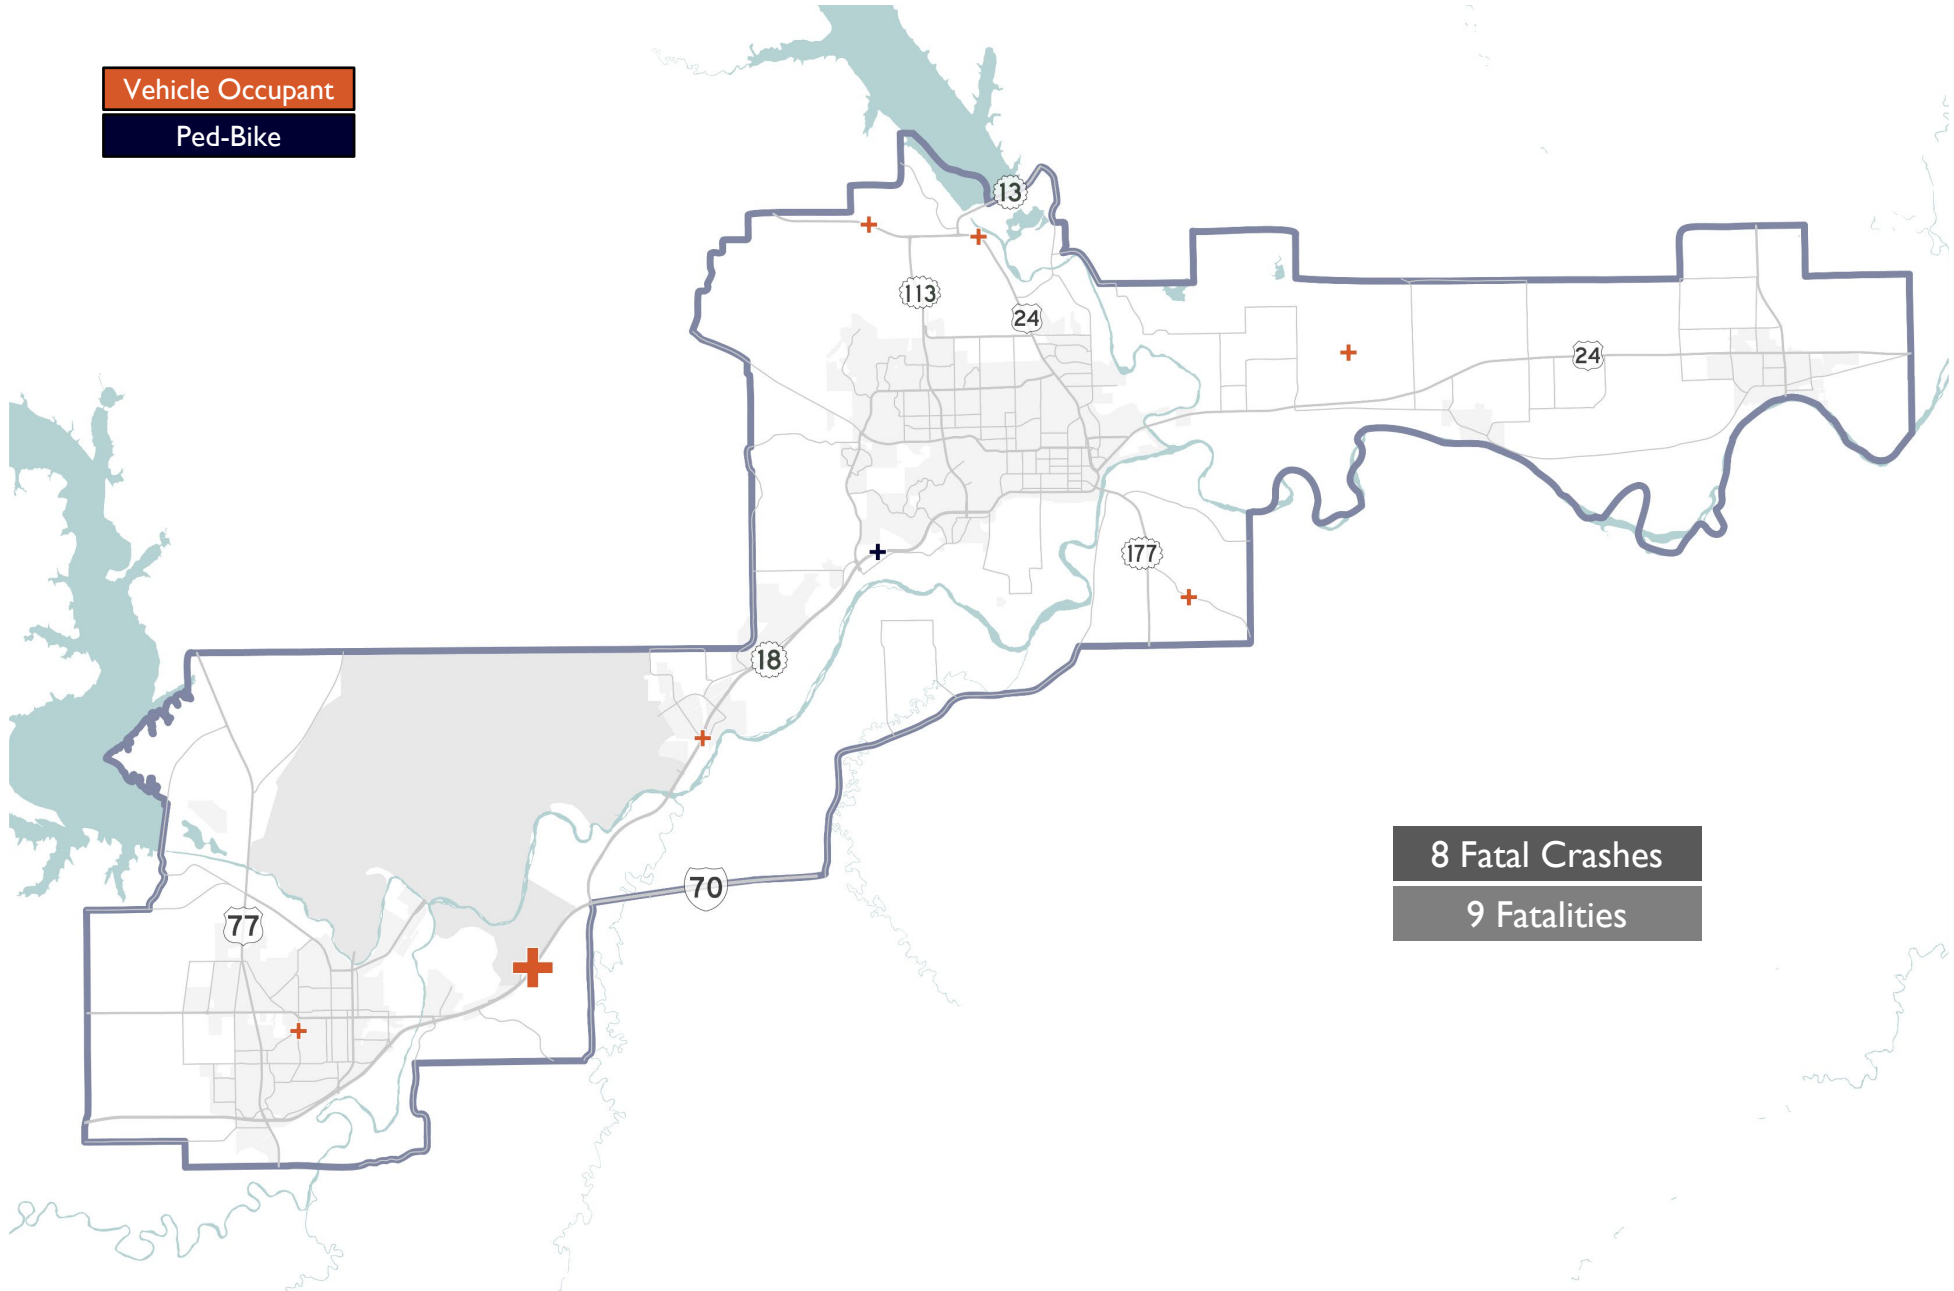 Vehicle Occupant
Ped-Bike
13
113
24
24
177
18
8 Fatal Crashes
70
9 Fatalities
77